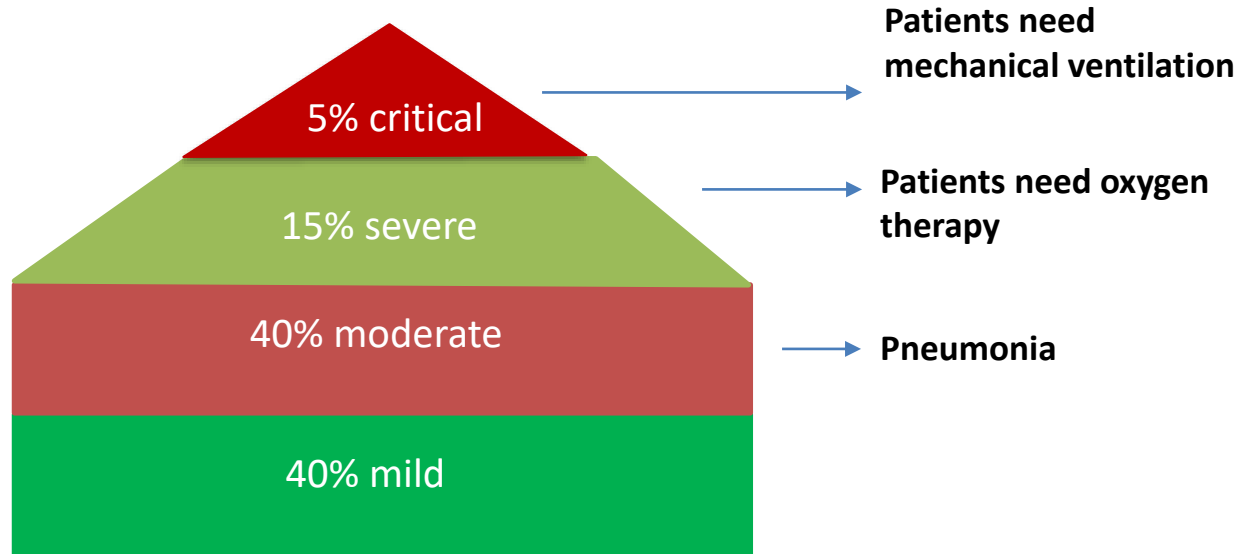 Patients need
mechanical ventilation
5% critical
Patients need oxygen
therapy
15% severe
40% moderate
Pneumonia
40% mild